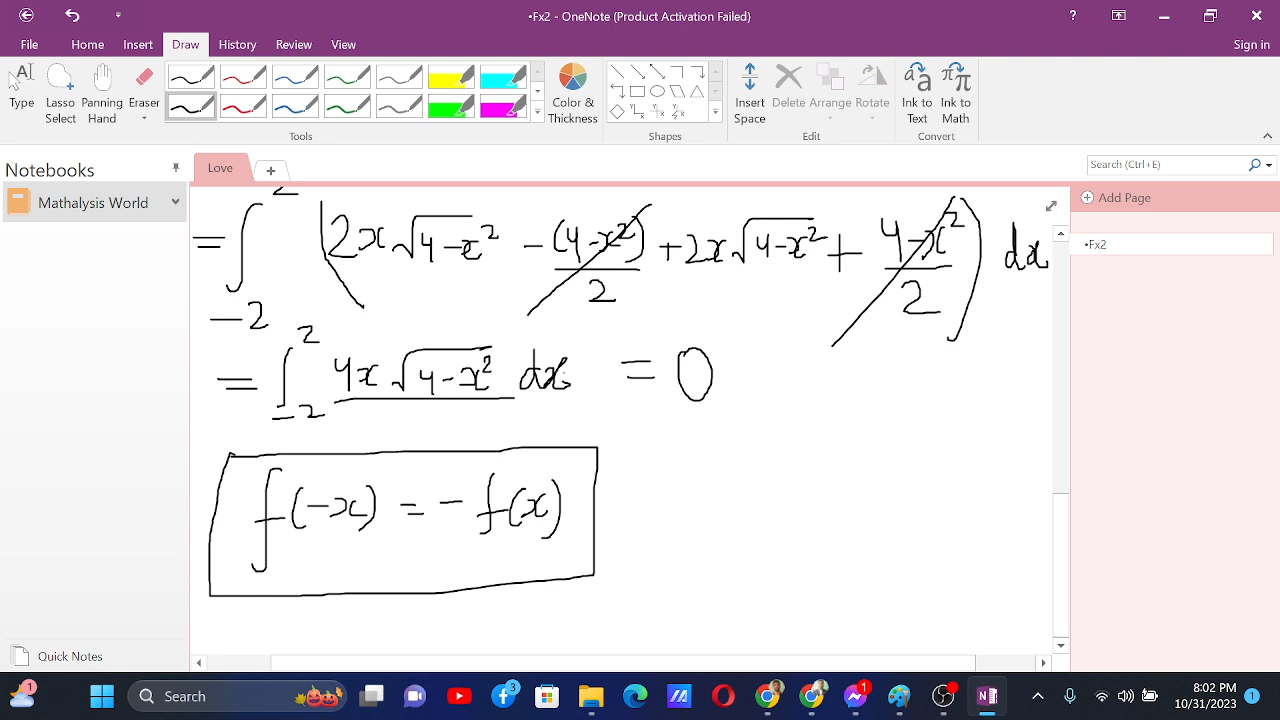 •Fx2 - OneNote (Product Activation Failed)
?
File Home Insert Draw History Review View
Sign in
Type Lasso Select Panning Hand Eraser
Color & Thickness
Insert Space Delete Arrange Rotate Ink to Text Ink to Math
Tools Shapes Edit Convert
Notebooks
Love
Search (Ctrl+E)
Mathalysis World
Add Page
•Fx2
= ∫_{-2}^{2} (2x√(4-x²) - (4-x²)/2 + 2x√(4-x²) + (4-x²)/2) dx
= ∫_{-2}^{2} 4x√(4-x²) dx = 0
f(-x) = - f(x)
Quick Notes
1
Search
3
1
8:02 PM
10/31/2023
1